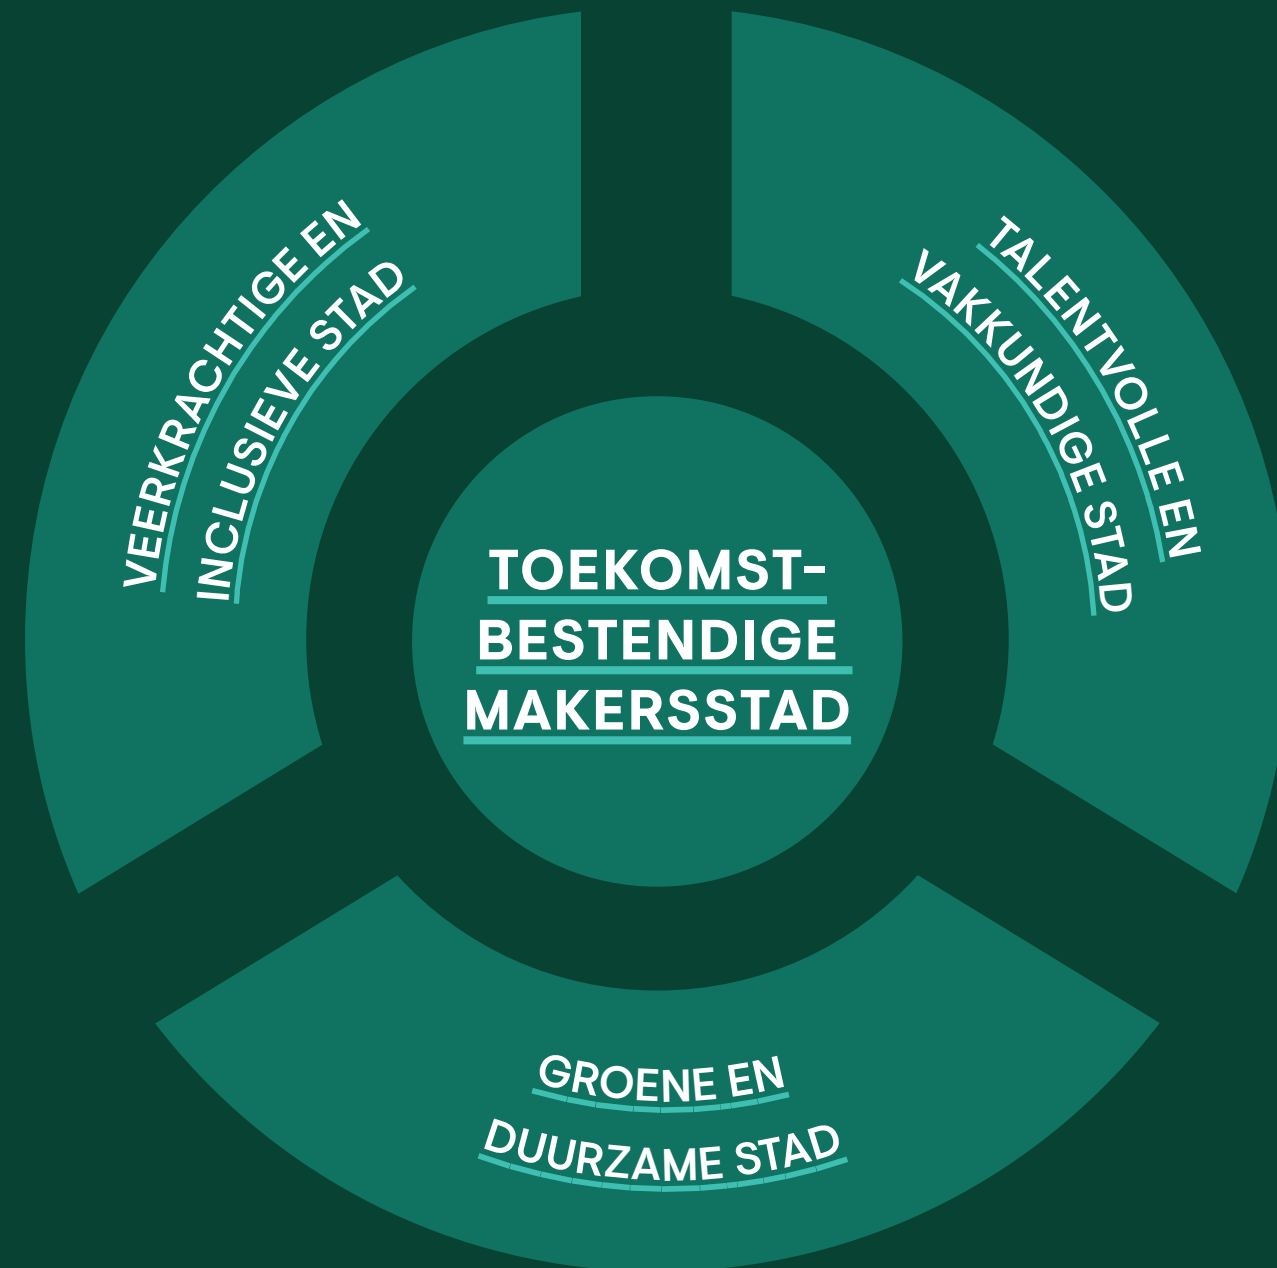 VEERKRACHTIGE EN
INCLUSIEVE STAD
TALENTVOLLE EN
VAKKUNDIGE STAD
TOEKOMST-
BESTENDIGE
MAKERSSTAD
GROENE EN
DUURZAME STAD